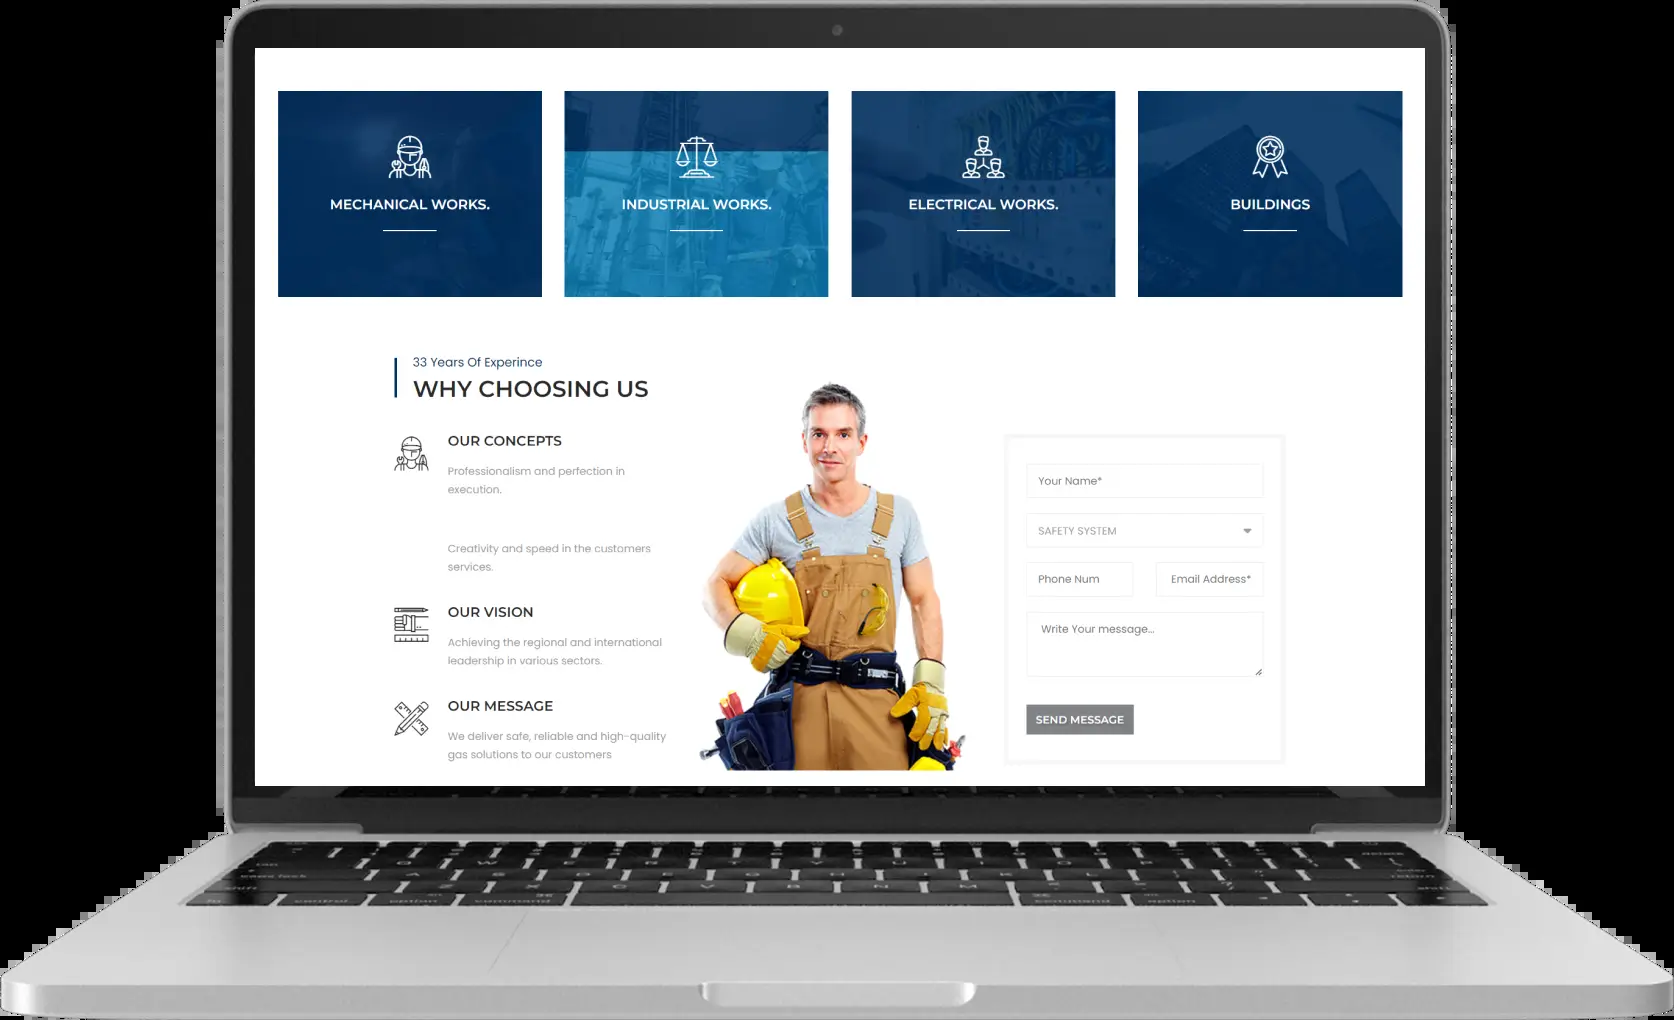 MECHANICAL WORKS.
INDUSTRIAL WORKS.
ELECTRICAL WORKS.
BUILDINGS
33 Years Of Experince
WHY CHOOSING US
OUR CONCEPTS
Professionalism and perfection in
execution.
Creativity and speed in the customers
services.
OUR VISION
Achieving the regional and international
leadership in various sectors.
OUR MESSAGE
We deliver safe, reliable and high-quality
gas solutions to our customers
Your Name*
SAFETY SYSTEM
Phone Num
Email Address*
Write Your message...
SEND MESSAGE